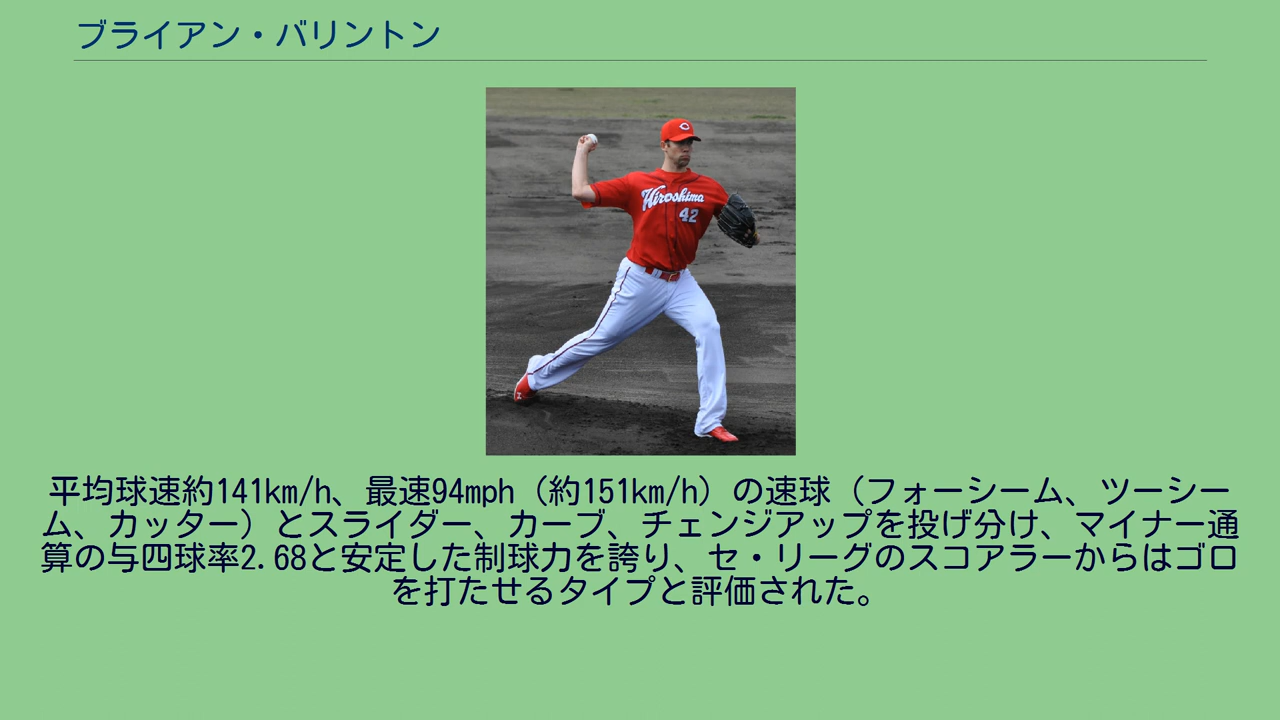 ブライアン・バリントン
Hiroshima
42
平均球速約141km/h、最速94mph（約151km/h）の速球（フォーシーム、ツーシー
ム、カッター）とスライダー、カーブ、チェンジアップを投げ分け、マイナー通
算の与四球率2.68と安定した制球力を誇り、セ・リーグのスコアラーからはゴロ
を打たせるタイプと評価された。